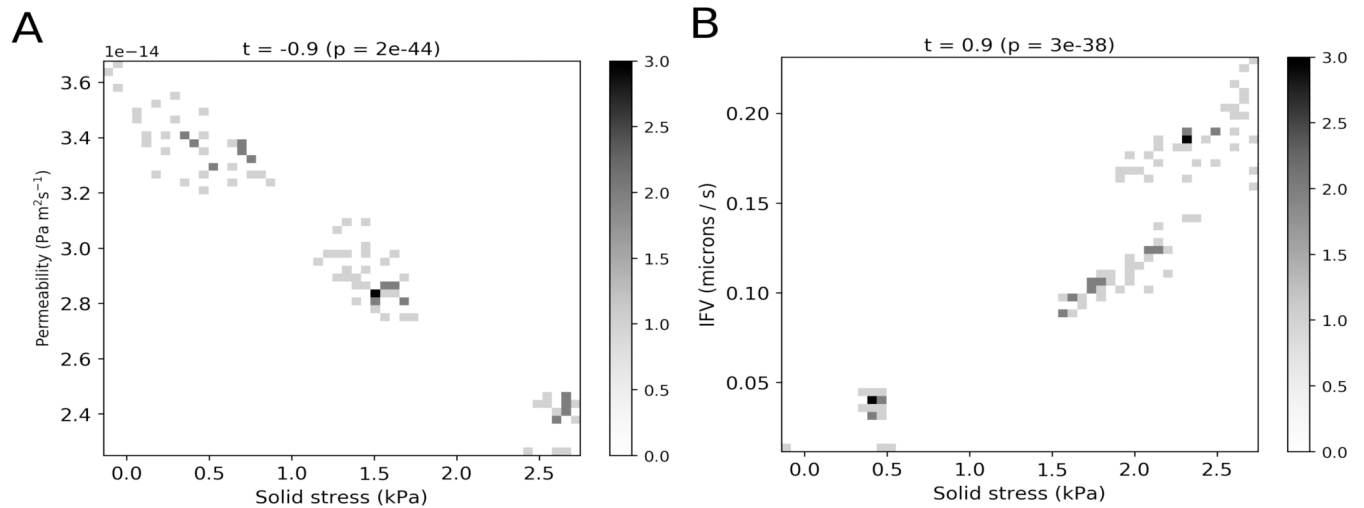 A
t = -0.9 (p = 2e-44)
1e−14
3.6
3.4
3.2
3.0
2.8
2.6
2.4
Permeability (Pa m²s⁻¹)
0.0 0.5 1.0 1.5 2.0 2.5
Solid stress (kPa)
3.0
2.5
2.0
1.5
1.0
0.5
0.0
B
t = 0.9 (p = 3e-38)
0.20
0.15
0.10
0.05
IFV (microns / s)
0.0 0.5 1.0 1.5 2.0 2.5
Solid stress (kPa)
3.0
2.5
2.0
1.5
1.0
0.5
0.0